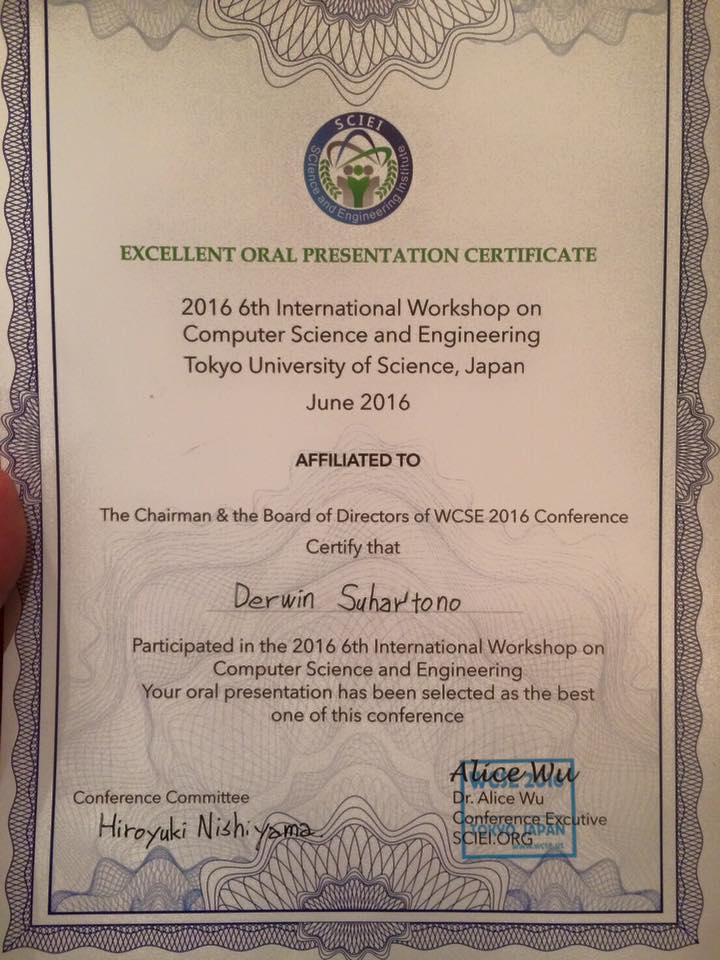 SCIEI
Science and Engineering Institute
EXCELLENT ORAL PRESENTATION CERTIFICATE
2016 6th International Workshop on
Computer Science and Engineering
Tokyo University of Science, Japan
June 2016
AFFILIATED TO
The Chairman & the Board of Directors of WCSE 2016 Conference
Certify that
Derwin Suhartono
Participated in the 2016 6th International Workshop on
Computer Science and Engineering
Your oral presentation has been selected as the best
one of this conference
Conference Committee
Hiroyuki Nishiyama
Alice Wu
WCSE 2016
Dr. Alice Wu
Conference Excutive
TOKYO, JAPAN
SCIEI.ORG